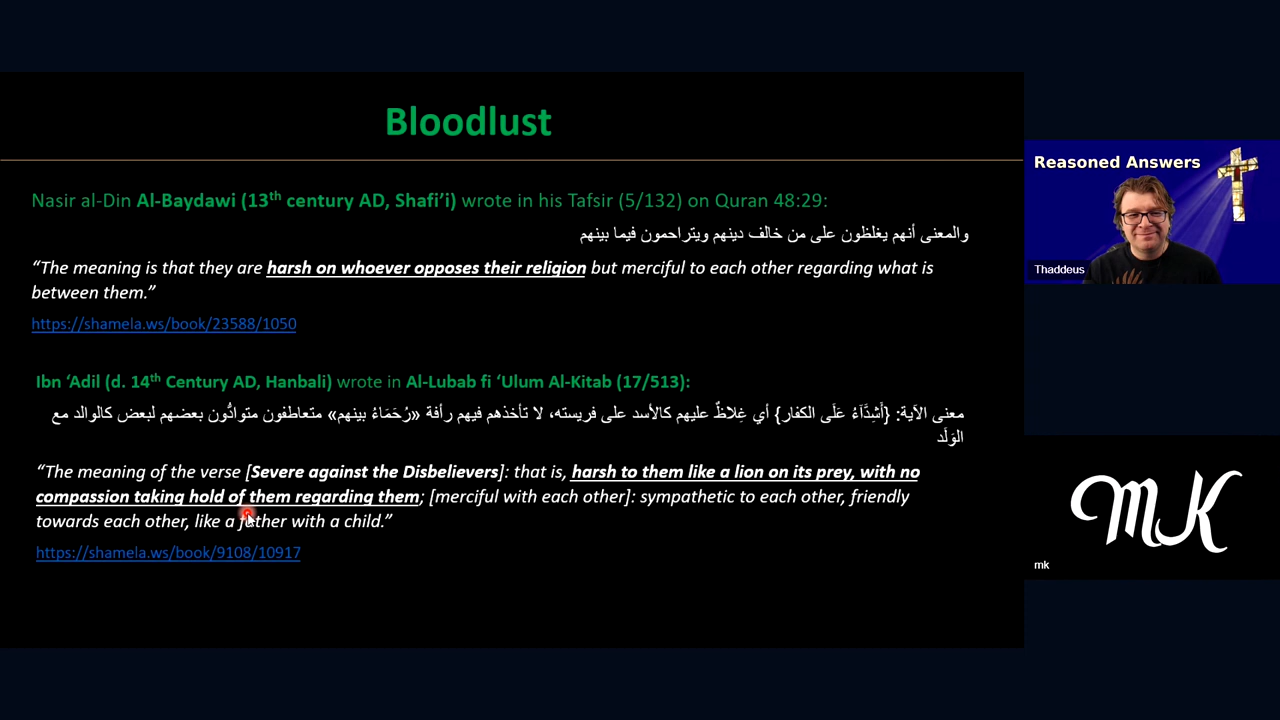 Bloodlust
Nasir al-Din Al-Baydawi (13th century AD, Shafi’i) wrote in his Tafsir (5/132) on Quran 48:29:
والمعنى أنهم يغلظون على من خالف دينهم ويتراحمون فيما بينهم
“The meaning is that they are harsh on whoever opposes their religion but merciful to each other regarding what is
between them.”
https://shamela.ws/book/23588/1050
Ibn ‘Adil (d. 14th Century AD, Hanbali) wrote in Al-Lubab fi ‘Ulum Al-Kitab (17/513):
معنى الآية: {أَشِدَّآءُ عَلَى الكفار} أي غِلاظٌ عليهم كالأسد على فريسته، لا تأخذهم فيهم رأفة «رُحَمَاءُ بينهم» متعاطفون متوادُّون بعضهم لبعض كالوالد مع
الوَلَد
“The meaning of the verse [Severe against the Disbelievers]: that is, harsh to them like a lion on its prey, with no
compassion taking hold of them regarding them; [merciful with each other]: sympathetic to each other, friendly
towards each other, like a father with a child.”
https://shamela.ws/book/9108/10917
Reasoned Answers
Thaddeus
MK
mk